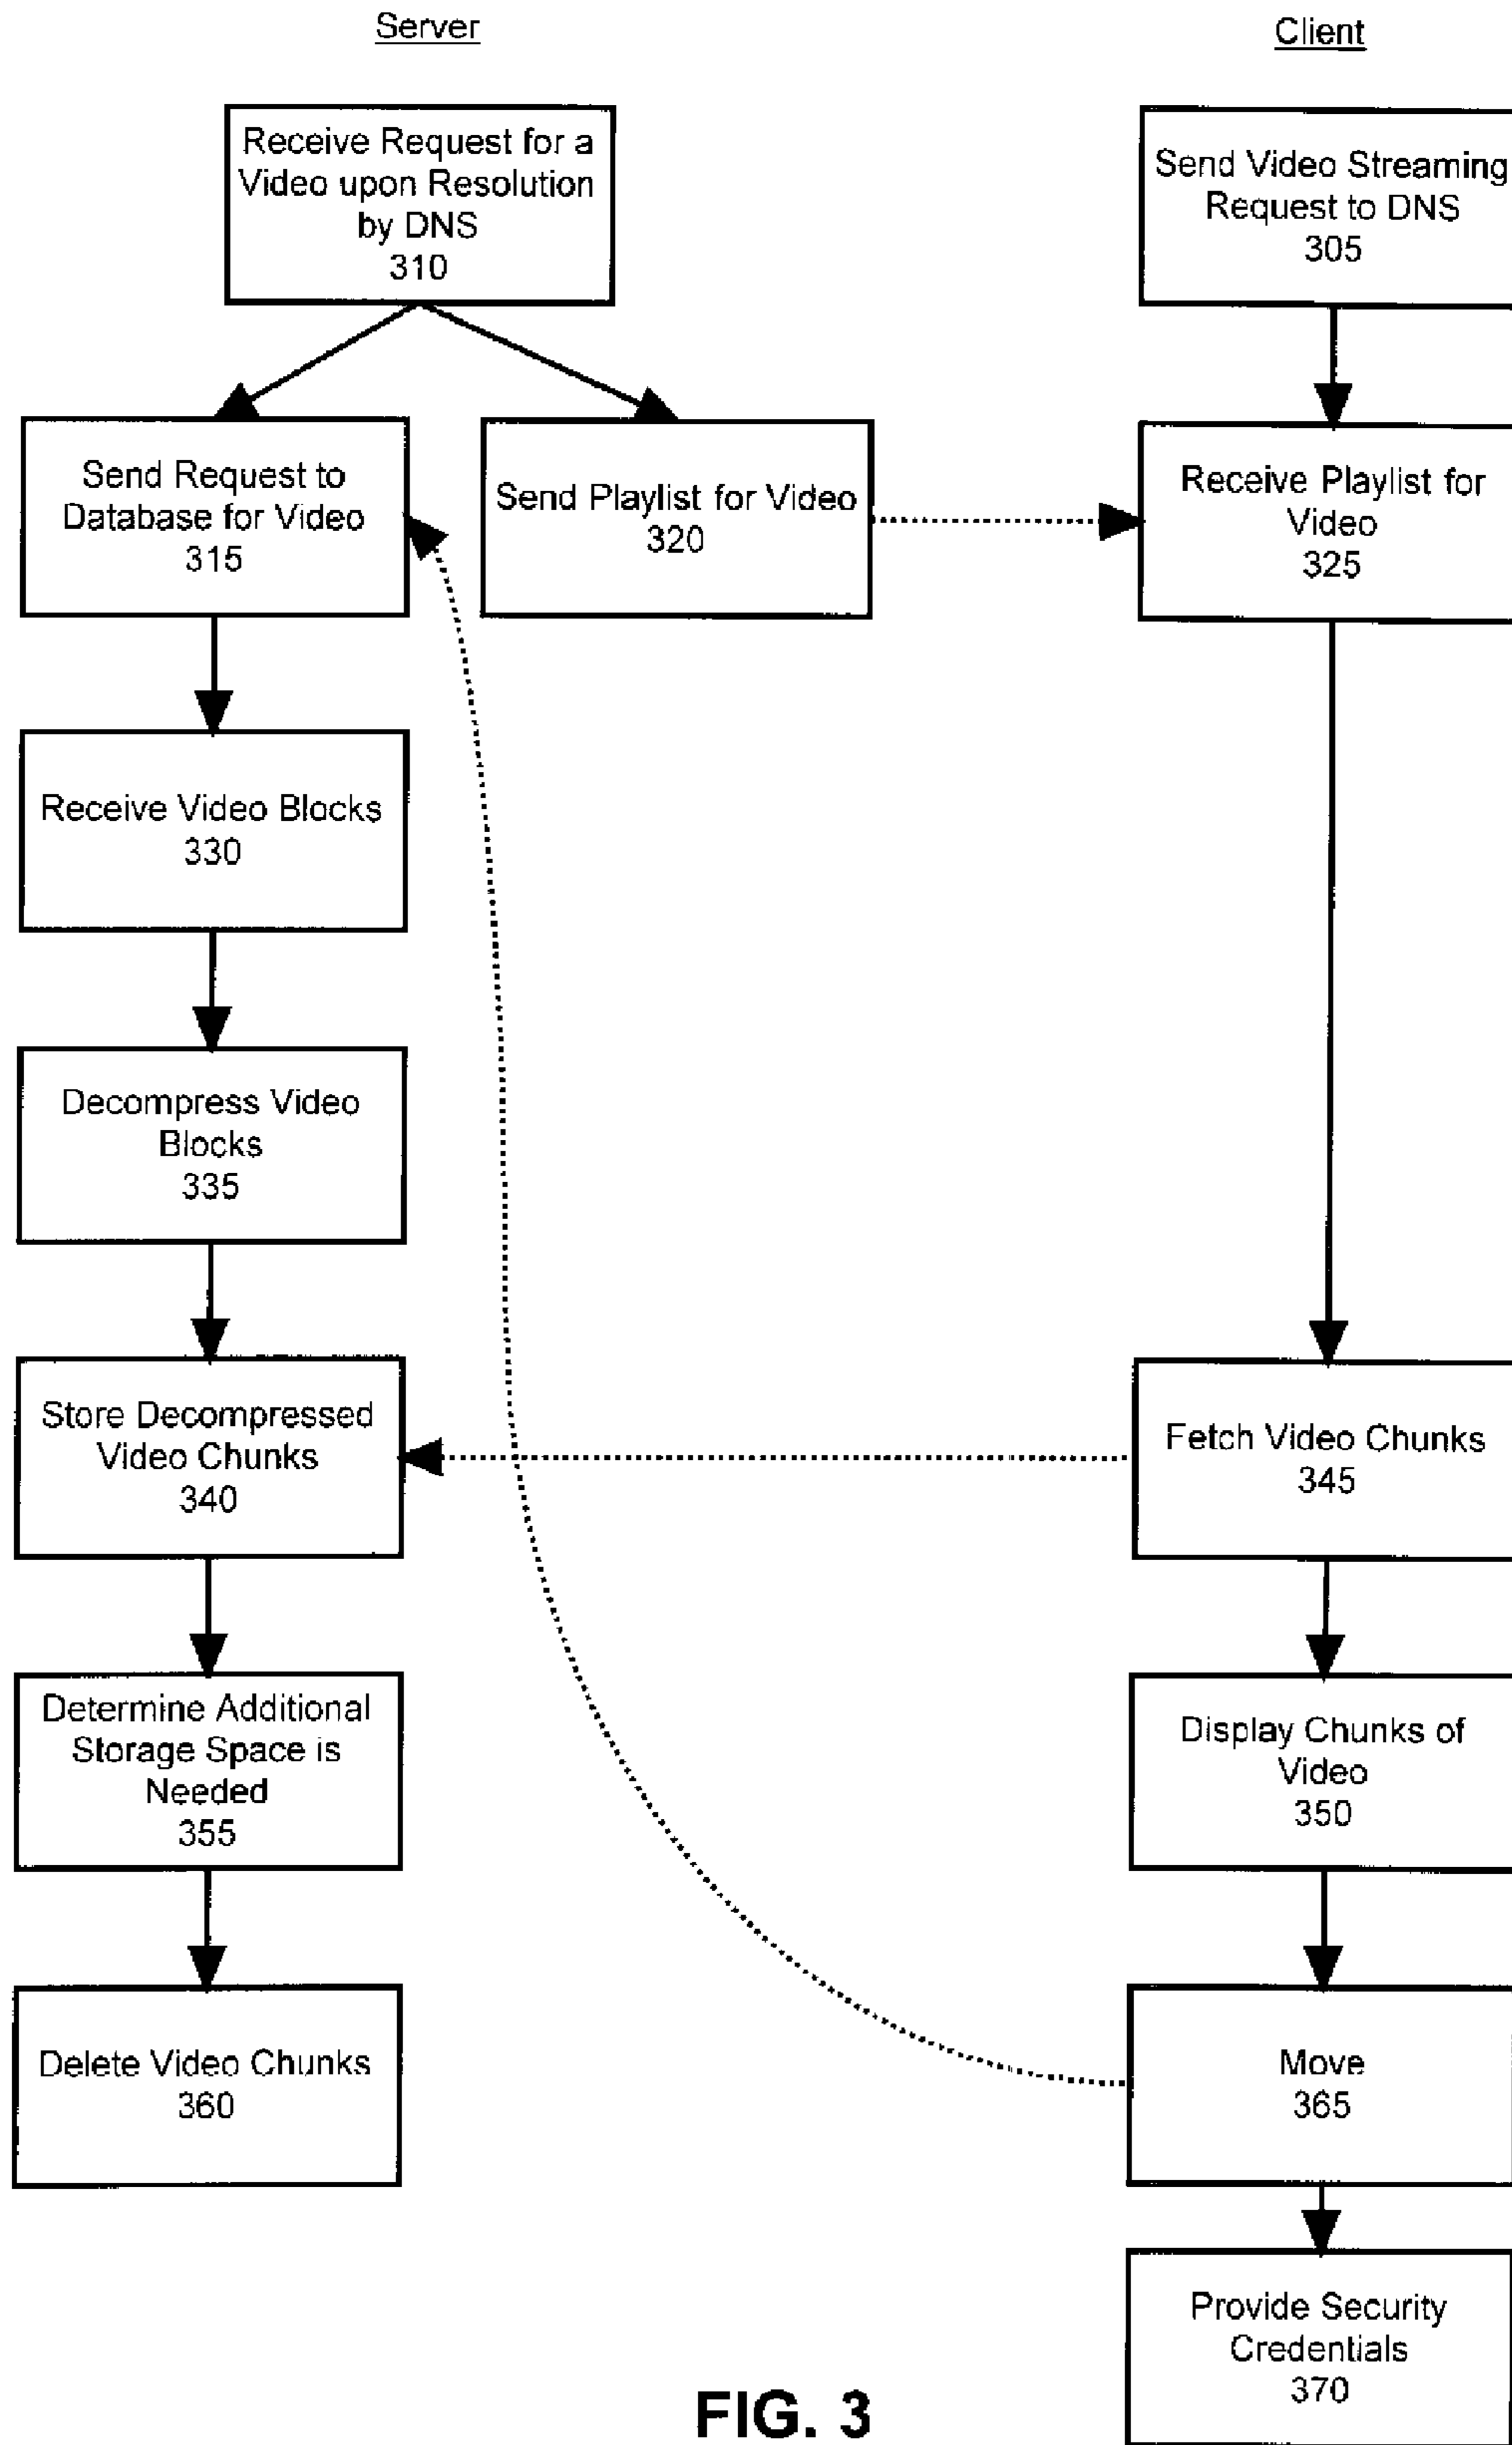 Server
Client
Receive Request for a
Video upon Resolution
by DNS
310
Send Video Streaming
Request to DNS
305
Send Request to
Database for Video
315
Send Playlist for Video
320
Receive Playlist for
Video
325
Receive Video Blocks
330
Decompress Video
Blocks
335
Store Decompressed
Video Chunks
340
Fetch Video Chunks
345
Determine Additional
Storage Space is
Needed
355
Display Chunks of
Video
350
Delete Video Chunks
360
Move
365
Provide Security
Credentials
370
FIG. 3